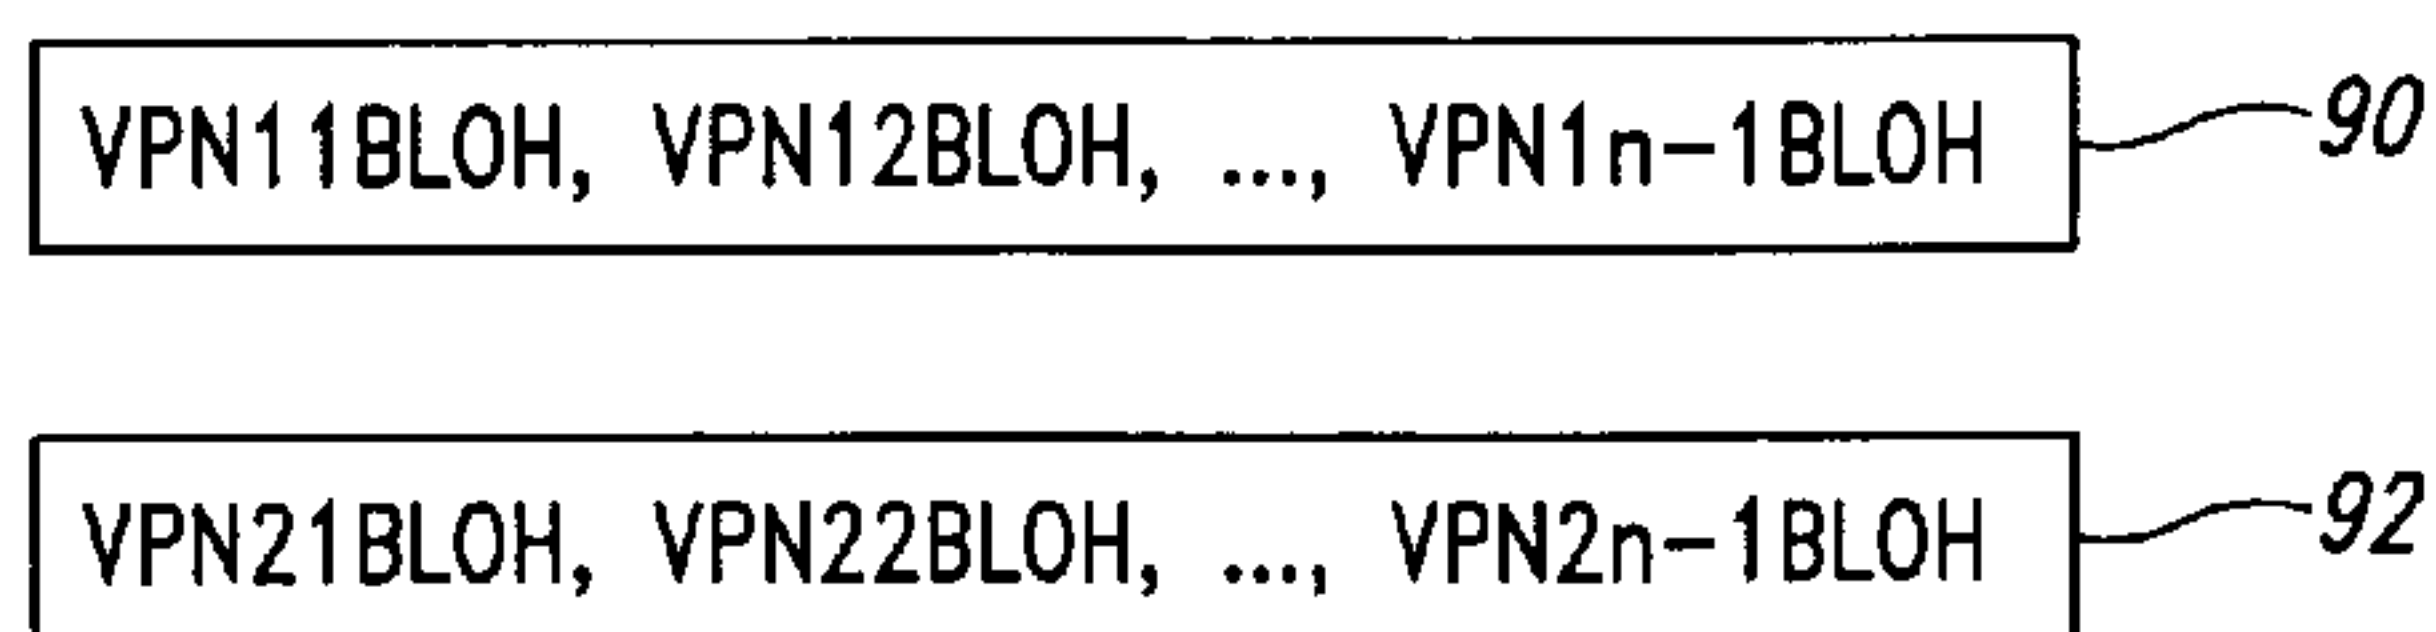 VPN11BLOH, VPN12BLOH, ..., VPN1n-1BLOH 90
VPN21BLOH, VPN22BLOH, ..., VPN2n-1BLOH 92